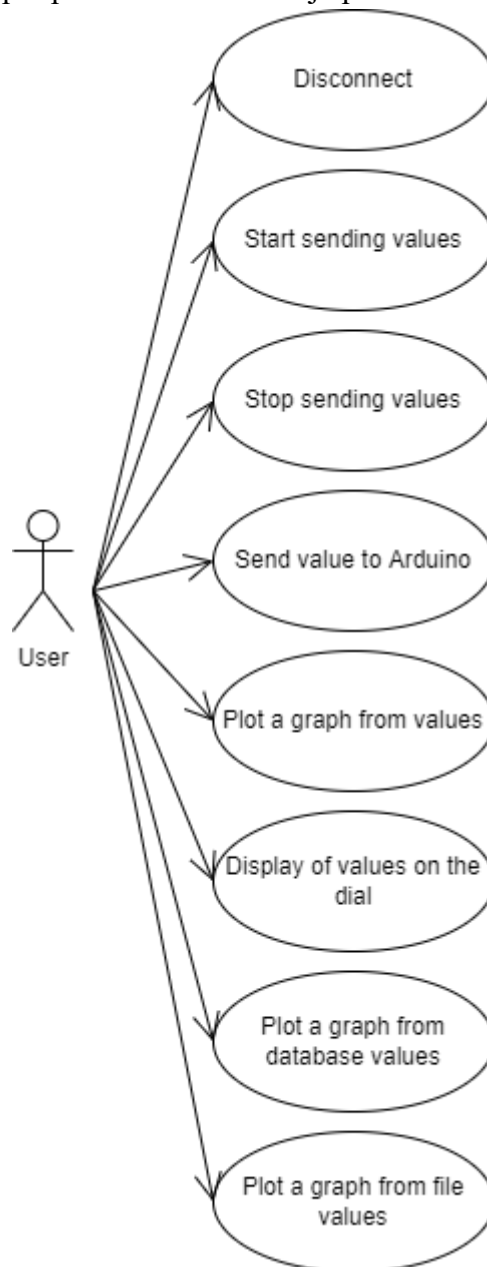 Disconnect
Start sending values
Stop sending values
Send value to Arduino
User
Plot a graph from values
Display of values on the
dial
Plot a graph from
database values
Plot a graph from file
values